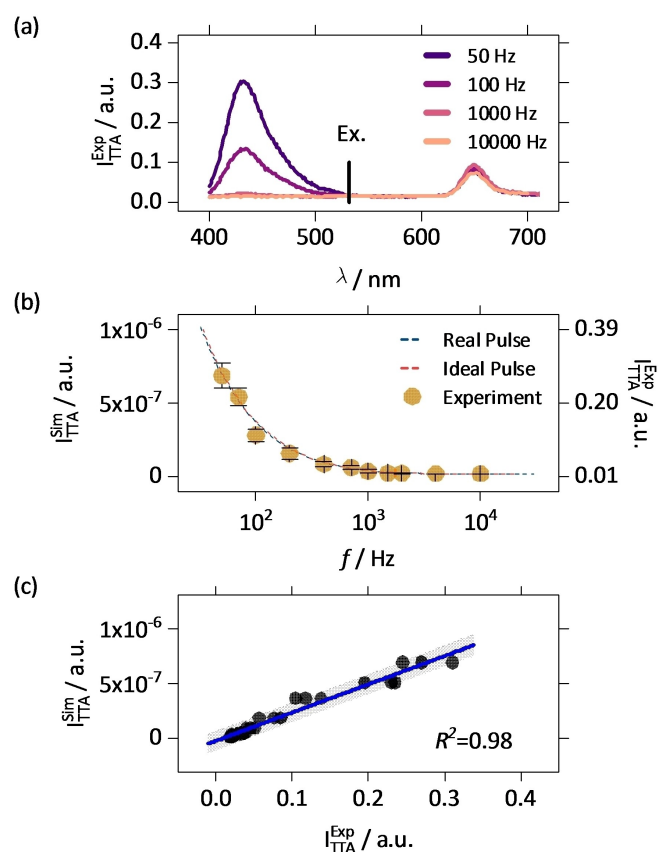 (a)
I_TTA^Exp / a.u.
0.4
0.3
0.2
0.1
0.0
Ex.
50 Hz
100 Hz
1000 Hz
10000 Hz
400 500 600 700
λ / nm
(b)
I_TTA^Sim / a.u.
1x10^-6
5x10^-7
0
Real Pulse
Ideal Pulse
Experiment
0.39
0.20
0.01
I_TTA^Exp / a.u.
10^2 10^3 10^4
f / Hz
(c)
I_TTA^Sim / a.u.
1x10^-6
5x10^-7
0
R^2=0.98
0.0 0.1 0.2 0.3 0.4
I_TTA^Exp / a.u.